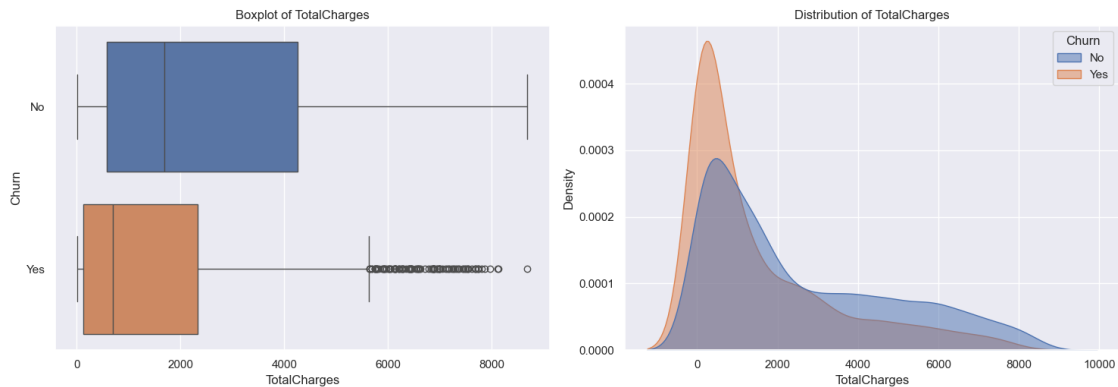 Boxplot of TotalCharges
No
Yes
Churn
0 2000 4000 6000 8000
TotalCharges
Distribution of TotalCharges
Churn
No
Yes
0.0004
0.0003
0.0002
0.0001
0.0000
Density
0 2000 4000 6000 8000 10000
TotalCharges